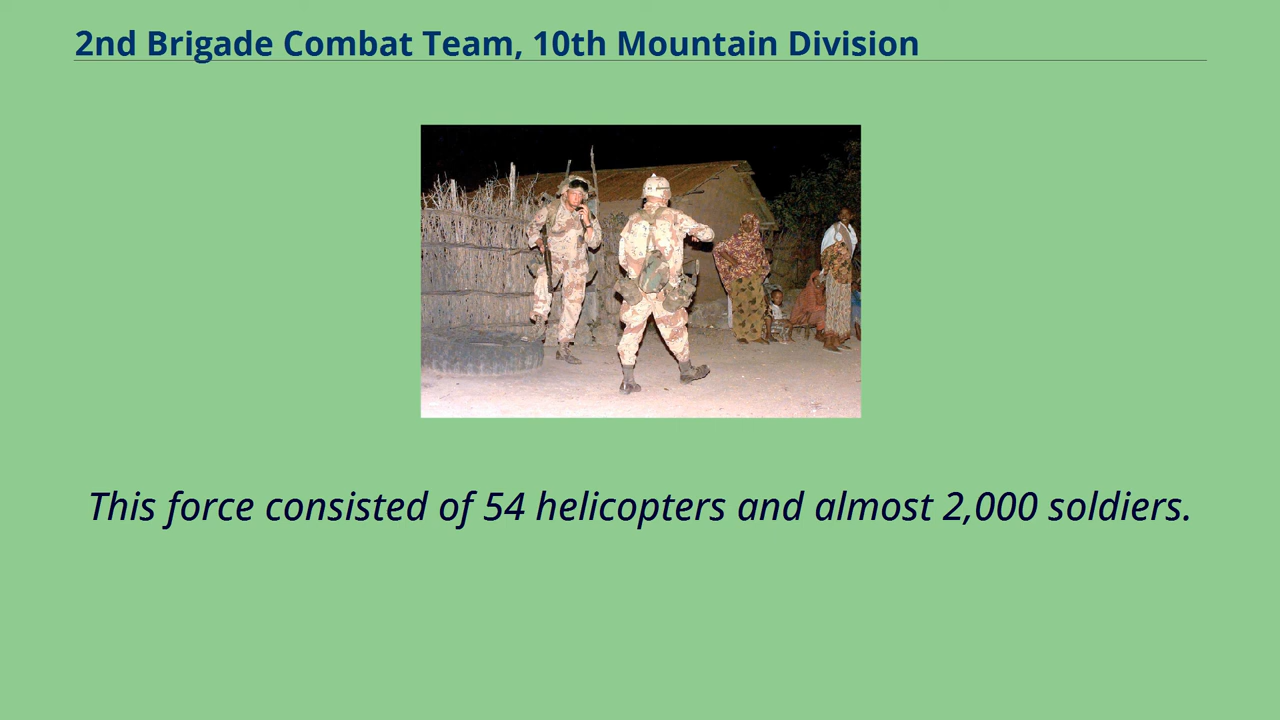 2nd Brigade Combat Team, 10th Mountain Division
This force consisted of 54 helicopters and almost 2,000 soldiers.